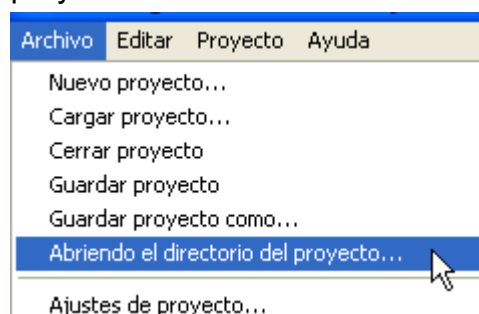 Archivo Editar Proyecto Ayuda
Nuevo proyecto...
Cargar proyecto...
Cerrar proyecto
Guardar proyecto
Guardar proyecto como...
Abriendo el directorio del proyecto...
Ajustes de proyecto...